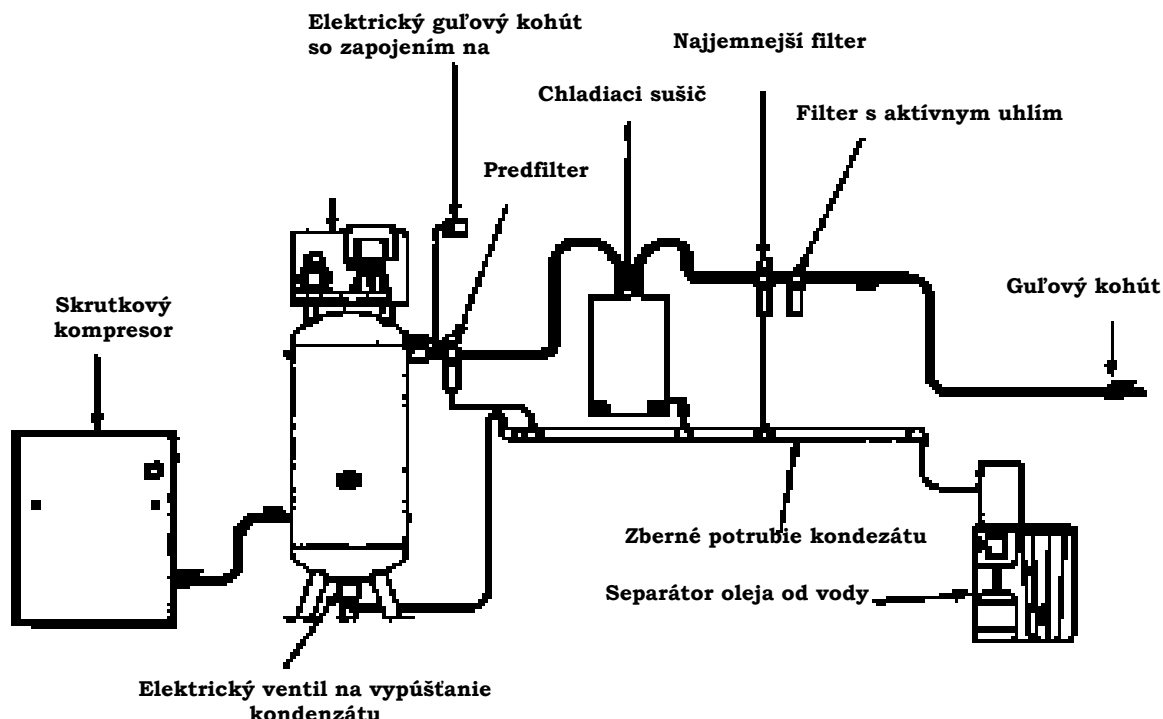 Elektrický guľový kohút
so zapojením na
Najjemnejší filter
Chladiaci sušič
Filter s aktívnym uhlím
Predfilter
Skrutkový
kompresor
Guľový kohút
Zberné potrubie kondezátu
Separátor oleja od vody
Elektrický ventil na vypúšťanie
kondenzátu